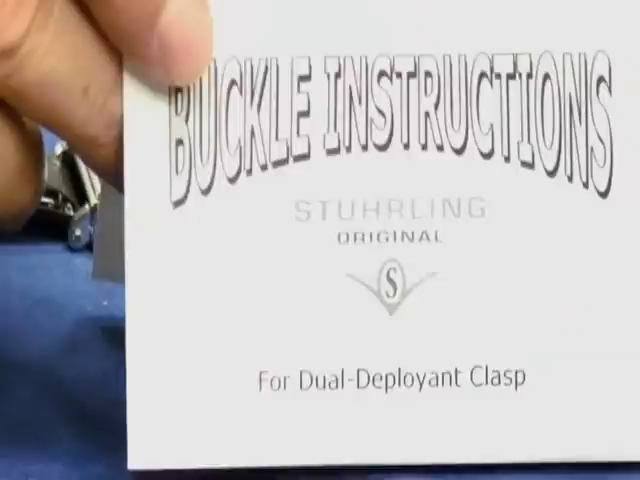 BUCKLE INSTRUCTIONS
STUHRLING
ORIGINAL
S
For Dual-Deployant Clasp